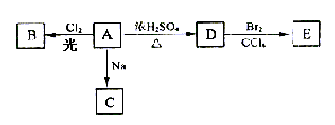 B Cl₂ 光 A 浓H₂SO₄ △ D Br₂ CCl₄ E
Na
C